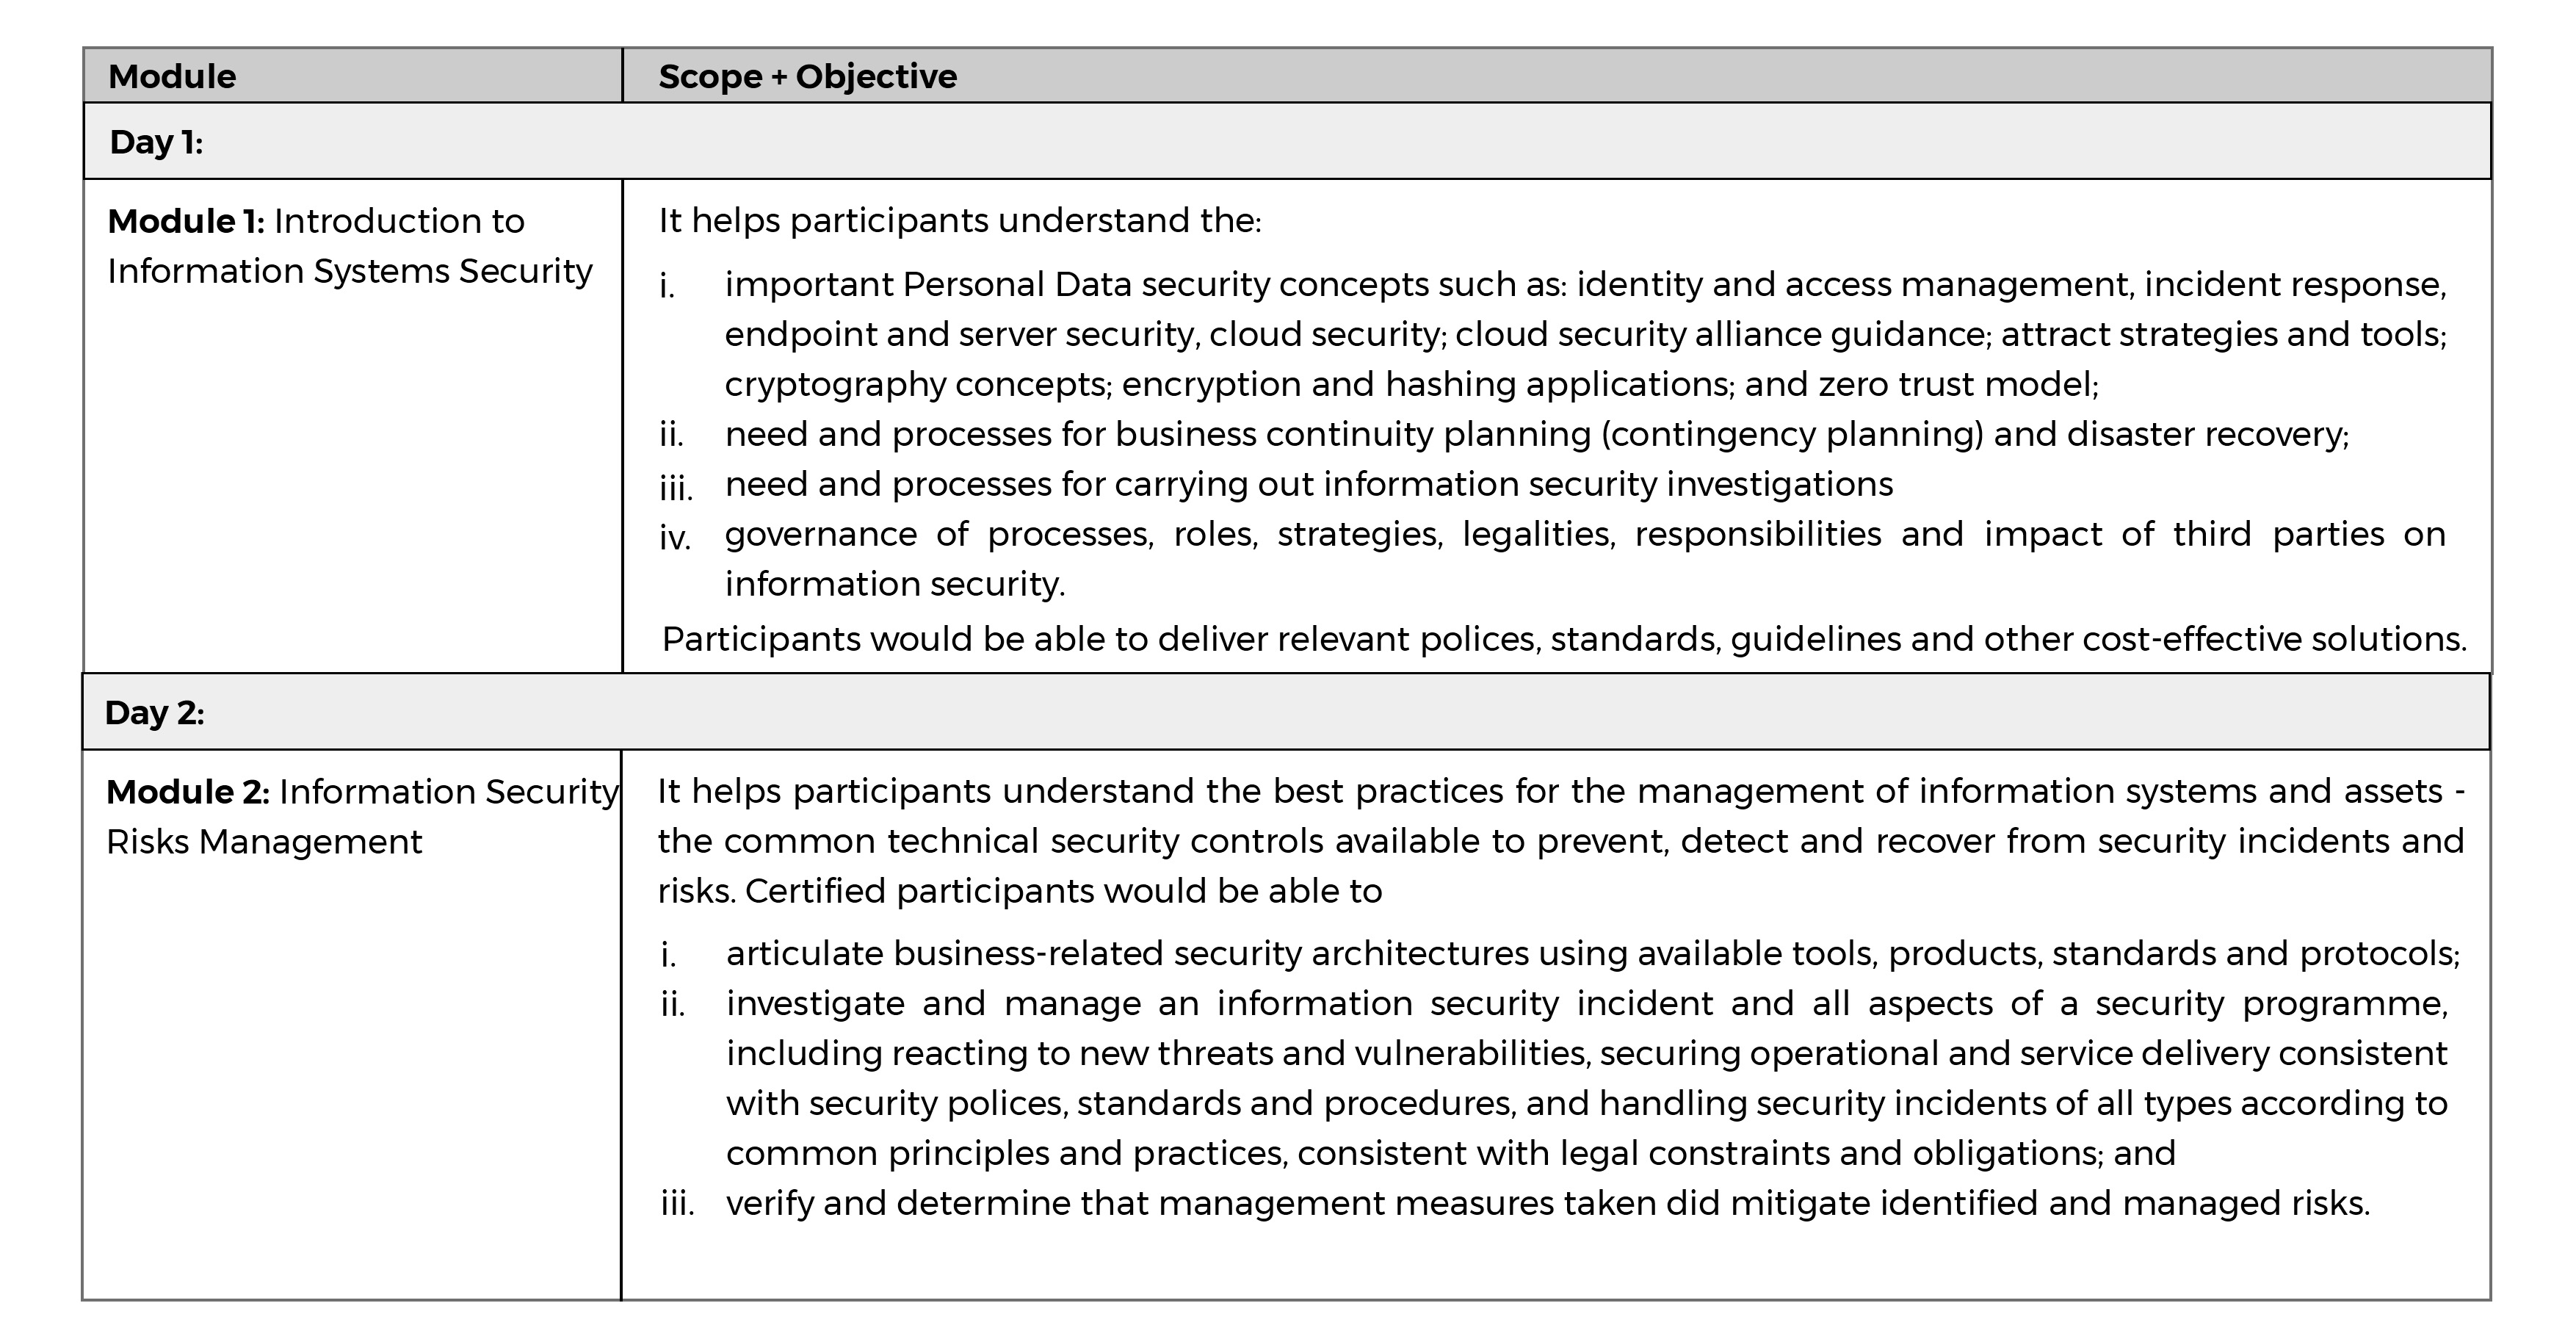 Module
Scope + Objective
Day 1:
Module 1: Introduction to
Information Systems Security
It helps participants understand the:
i. important Personal Data security concepts such as: identity and access management, incident response,
endpoint and server security, cloud security; cloud security alliance guidance; attract strategies and tools;
cryptography concepts; encryption and hashing applications; and zero trust model;
ii. need and processes for business continuity planning (contingency planning) and disaster recovery;
iii. need and processes for carrying out information security investigations
iv. governance of processes, roles, strategies, legalities, responsibilities and impact of third parties on
information security.
Participants would be able to deliver relevant polices, standards, guidelines and other cost-effective solutions.
Day 2:
Module 2: Information Security
Risks Management
It helps participants understand the best practices for the management of information systems and assets -
the common technical security controls available to prevent, detect and recover from security incidents and
risks. Certified participants would be able to
i. articulate business-related security architectures using available tools, products, standards and protocols;
ii. investigate and manage an information security incident and all aspects of a security programme,
including reacting to new threats and vulnerabilities, securing operational and service delivery consistent
with security polices, standards and procedures, and handling security incidents of all types according to
common principles and practices, consistent with legal constraints and obligations; and
iii. verify and determine that management measures taken did mitigate identified and managed risks.